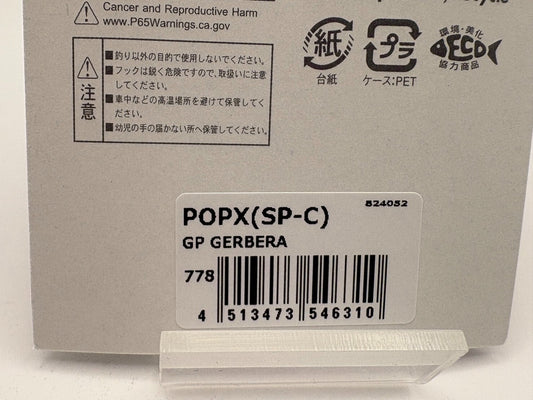 Cancer and Reproductive Harm
www.P65Warnings.ca.gov
注意
■釣り以外の目的で使用しないでください。
■フックは鋭く危険ですので、取扱いに注意
してください。
■車中などの高温場所を避けて保管してくだ
さい。
■幼児の手の届かない所へ保管してください。
紙
台紙
プラ
ケース:PET
環境・美化
ECO
協力商品
824052
POPX(SP-C)
GP GERBERA
778
4 513473 546310